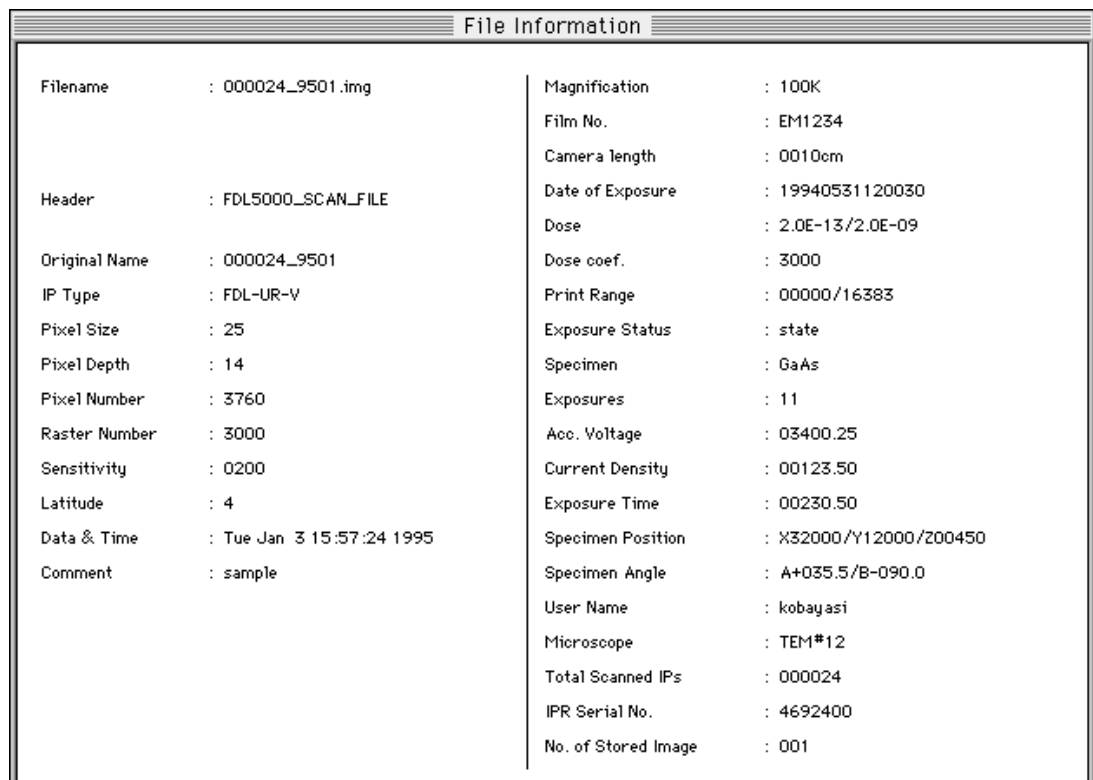 File Information
Filename : 000024_9501.img
Header : FDL5000_SCAN_FILE
Original Name : 000024_9501
IP Type : FDL-UR-V
Pixel Size : 25
Pixel Depth : 14
Pixel Number : 3760
Raster Number : 3000
Sensitivity : 0200
Latitude : 4
Data & Time : Tue Jan 3 15:57:24 1995
Comment : sample
Magnification : 100K
Film No. : EM1234
Camera length : 0010cm
Date of Exposure : 19940531120030
Dose : 2.0E-13/2.0E-09
Dose coef. : 3000
Print Range : 00000/16383
Exposure Status : state
Specimen : GaAs
Exposures : 11
Acc. Voltage : 03400.25
Current Density : 00123.50
Exposure Time : 00230.50
Specimen Position : X32000/Y12000/Z00450
Specimen Angle : A+035.5/B-090.0
User Name : kobayasi
Microscope : TEM#12
Total Scanned IPs : 000024
IPR Serial No. : 4692400
No. of Stored Image : 001